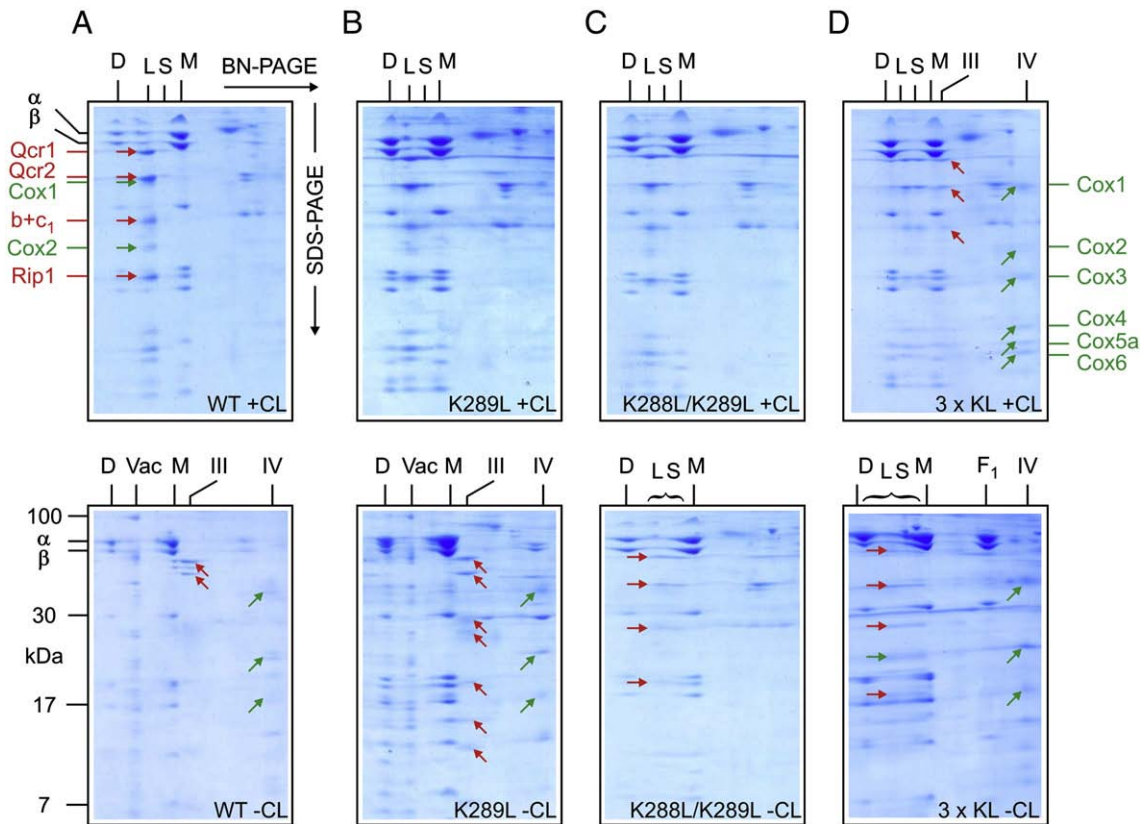 A B C D
D L S M BN-PAGE
D L S M
D L S M
D L S M III IV
α
β
Qcr1
Qcr2
Cox1
b+c₁
Cox2
Rip1
SDS-PAGE
Cox1
Cox2
Cox3
Cox4
Cox5a
Cox6
WT +CL
K289L +CL
K288L/K289L +CL
3 x KL +CL
D Vac M III IV
D Vac M III IV
D L S M
D L S M F₁ IV
100
α
β
30
kDa
17
7
WT -CL
K289L -CL
K288L/K289L -CL
3 x KL -CL